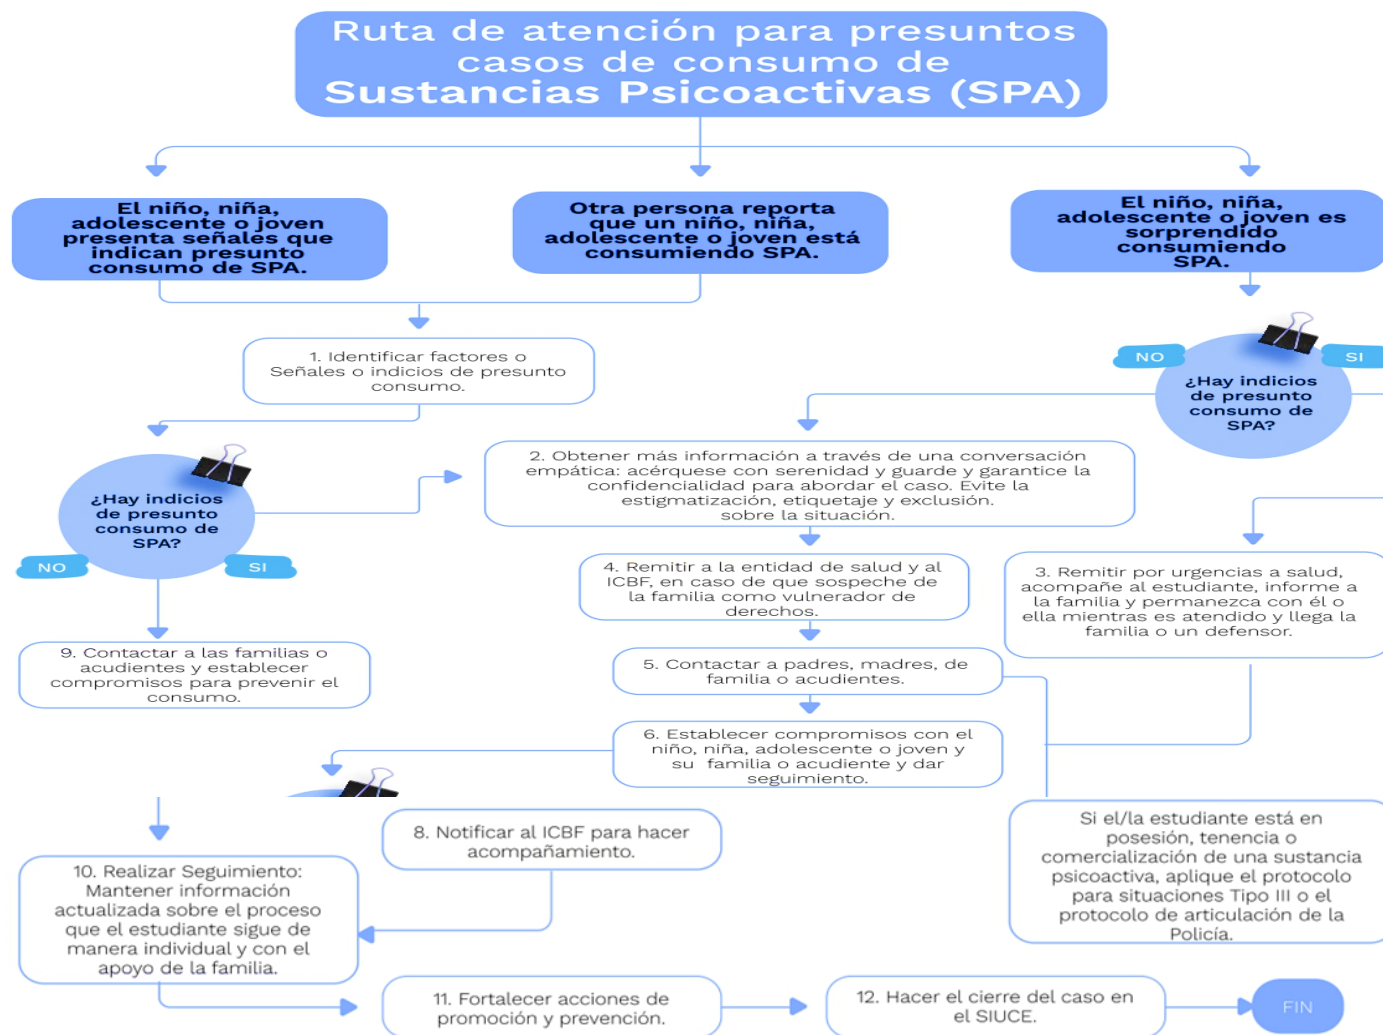 Ruta de atención para presuntos
casos de consumo de
Sustancias Psicoactivas (SPA)
El niño, niña,
adolescente o joven
presenta señales que
indican presunto
consumo de SPA.
Otra persona reporta
que un niño, niña,
adolescente o joven está
consumiendo SPA.
El niño, niña,
adolescente o joven es
sorprendido
consumiendo
SPA.
1. Identificar factores o
Señales o indicios de presunto
consumo.
NO
SI
¿Hay indicios
de presunto
consumo de
SPA?
2. Obtener más información a través de una conversación
empática: acérquese con serenidad y guarde y garantice la
confidencialidad para abordar el caso. Evite la
estigmatización, etiquetaje y exclusión.
sobre la situación.
¿Hay indicios
de presunto
consumo de
SPA?
NO
SI
4. Remitir a la entidad de salud y al
ICBF, en caso de que sospeche de
la familia como vulnerador de
derechos.
3. Remitir por urgencias a salud,
acompañe al estudiante, informe a
la familia y permanezca con él o
ella mientras es atendido y llega la
familia o un defensor.
9. Contactar a las familias o
acudientes y establecer
compromisos para prevenir el
consumo.
5. Contactar a padres, madres, de
familia o acudientes.
6. Establecer compromisos con el
niño, niña, adolescente o joven y
su familia o acudiente y dar
seguimiento.
8. Notificar al ICBF para hacer
acompañamiento.
Si el/la estudiante está en
posesión, tenencia o
comercialización de una sustancia
psicoactiva, aplique el protocolo
para situaciones Tipo III o el
protocolo de articulación de la
Policía.
10. Realizar Seguimiento:
Mantener información
actualizada sobre el proceso
que el estudiante sigue de
manera individual y con el
apoyo de la familia.
11. Fortalecer acciones de
promoción y prevención.
12. Hacer el cierre del caso en
el SIUCE.
FIN